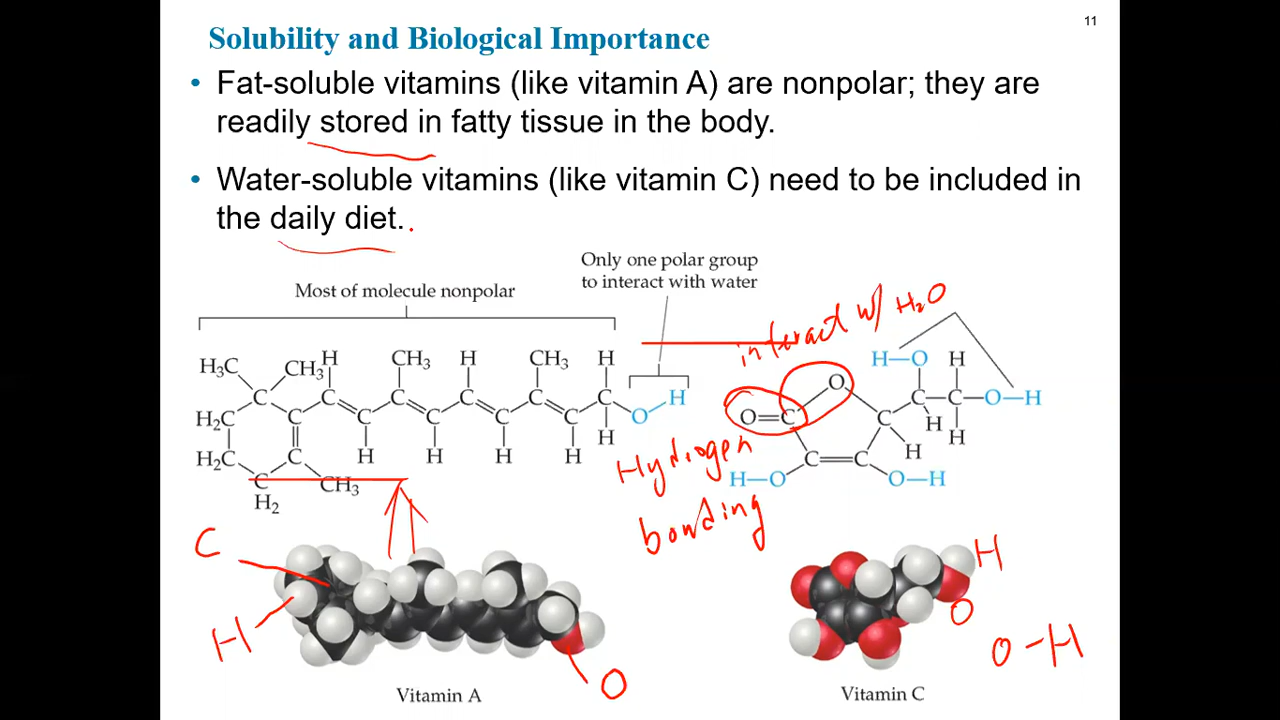 11
Solubility and Biological Importance
• Fat-soluble vitamins (like vitamin A) are nonpolar; they are
readily stored in fatty tissue in the body.
• Water-soluble vitamins (like vitamin C) need to be included in
the daily diet.
Only one polar group
to interact with water
Most of molecule nonpolar
interact w/ H₂O
H₃C CH₃ H CH₃ H CH₃ H H–O H
C C C C C O H O C C O–H
H₂C C C C C C H O=C C H H
H₂C C H H H H Hydrogen C=C H
C CH₃ H–O O–H
H₂ bonding
C H
H O O
O–H
Vitamin A Vitamin C